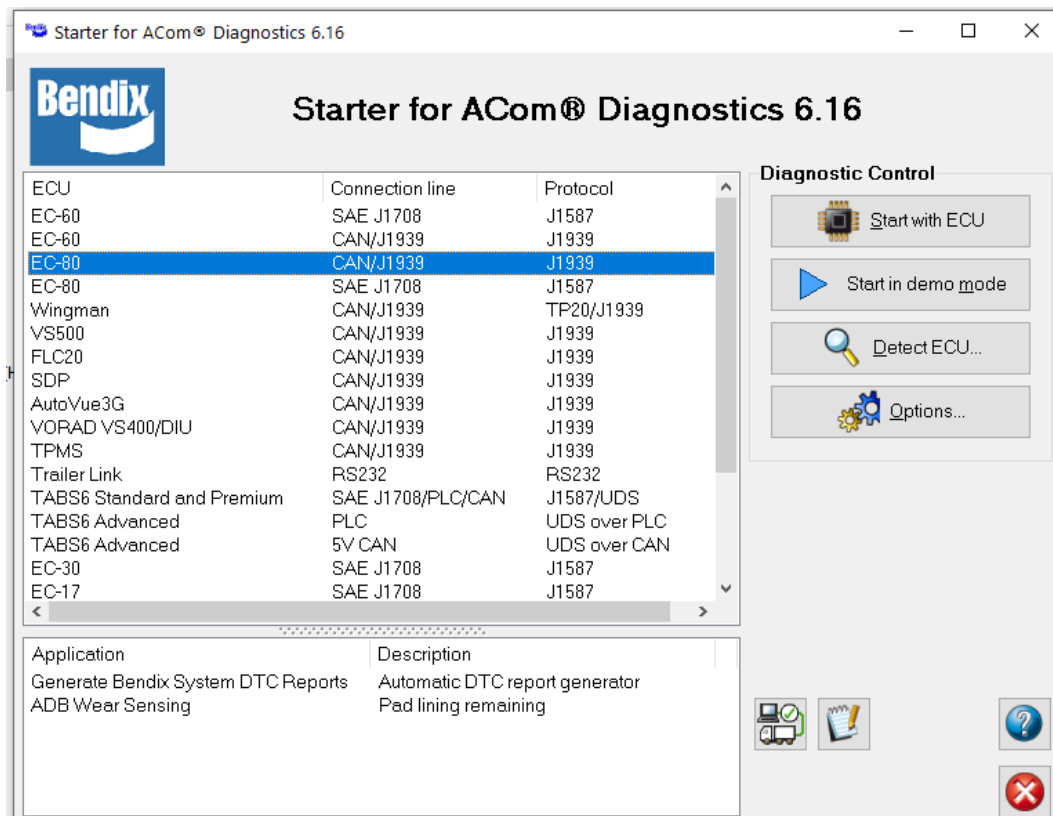 Starter for ACom® Diagnostics 6.16
Bendix
Starter for ACom® Diagnostics 6.16
ECU Connection line Protocol
EC-60 SAE J1708 J1587
EC-60 CAN/J1939 J1939
EC-80 CAN/J1939 J1939
EC-80 SAE J1708 J1587
Wingman CAN/J1939 TP20/J1939
VS500 CAN/J1939 J1939
FLC20 CAN/J1939 J1939
SDP CAN/J1939 J1939
AutoVue3G CAN/J1939 J1939
VORAD VS400/DIU CAN/J1939 J1939
TPMS CAN/J1939 J1939
Trailer Link RS232 RS232
TABS6 Standard and Premium SAE J1708/PLC/CAN J1587/UDS
TABS6 Advanced PLC UDS over PLC
TABS6 Advanced 5V CAN UDS over CAN
EC-30 SAE J1708 J1587
EC-17 SAE J1708 J1587
Diagnostic Control
Start with ECU
Start in demo mode
Detect ECU...
Options...
Application Description
Generate Bendix System DTC Reports Automatic DTC report generator
ADB Wear Sensing Pad lining remaining